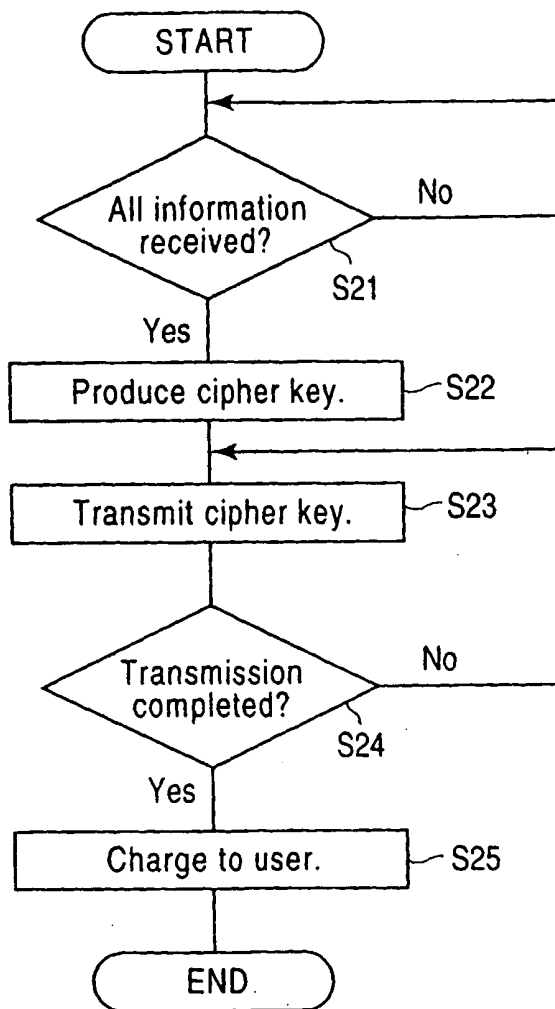 START
All information
received?
No
S21
Yes
Produce cipher key.
S22
Transmit cipher key.
S23
Transmission
completed?
No
S24
Yes
Charge to user.
S25
END